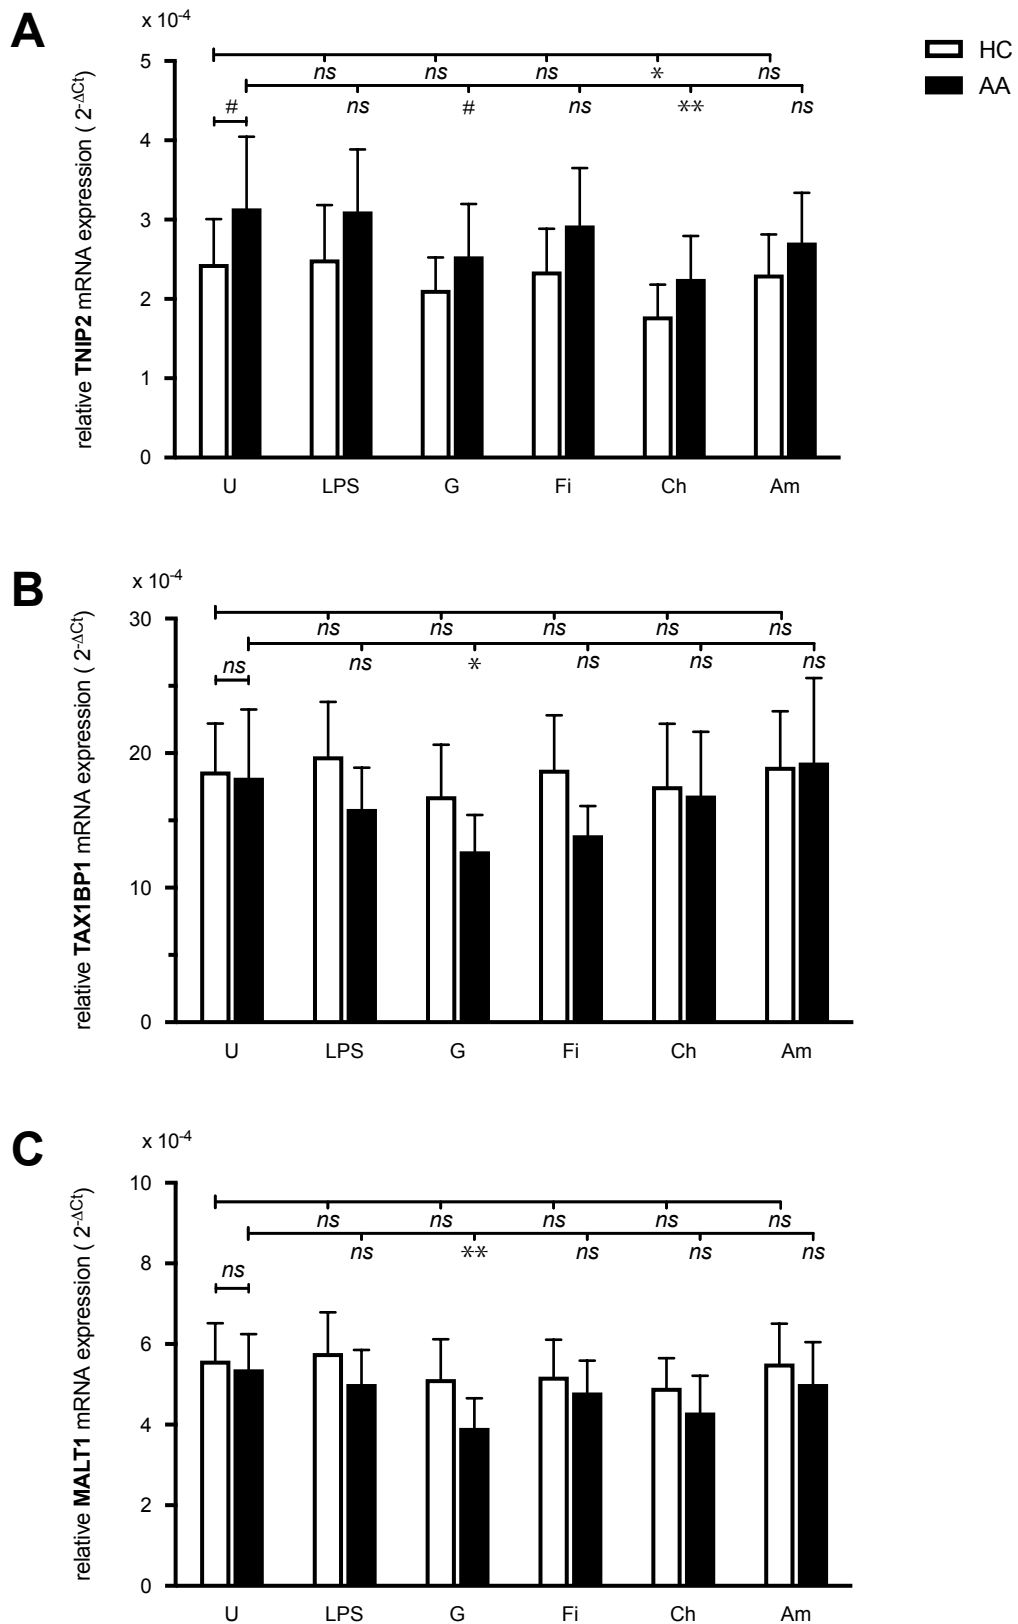 A
x 10-4
HC
AA
relative TNIP2 mRNA expression ( 2-ΔCt)
5
4
3
2
1
0
ns ns ns * ns
# ns # ns ** ns
U LPS G Fi Ch Am
B
x 10-4
relative TAX1BP1 mRNA expression ( 2-ΔCt)
30
20
10
0
ns ns ns ns ns
ns ns * ns ns ns
U LPS G Fi Ch Am
C
x 10-4
relative MALT1 mRNA expression ( 2-ΔCt)
10
8
6
4
2
0
ns ns ns ns ns
ns ** ns ns ns
ns
U LPS G Fi Ch Am